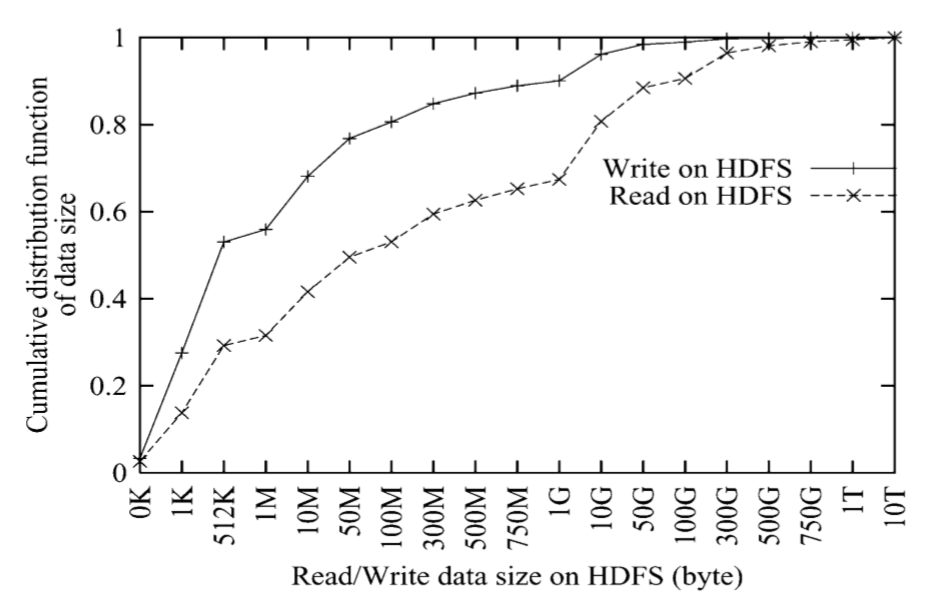 Cumulative distribution function
of data size
1
0.8
0.6
0.4
0.2
0
Write on HDFS
Read on HDFS
0K
1K
512K
1M
10M
50M
100M
300M
500M
750M
1G
10G
50G
100G
300G
500G
750G
1T
10T
Read/Write data size on HDFS (byte)